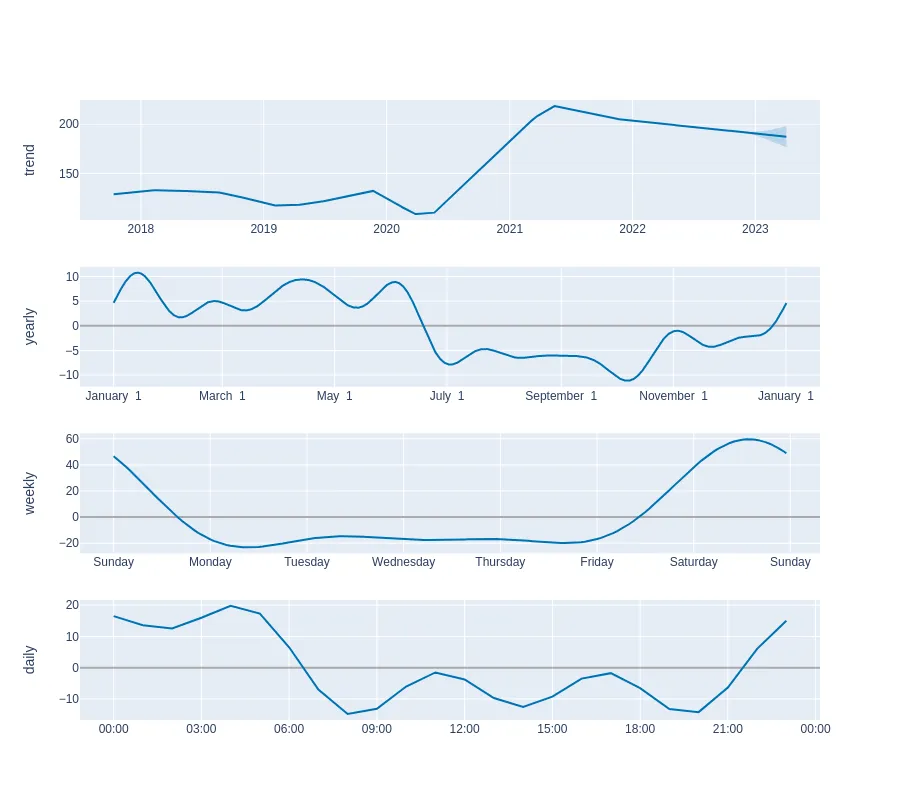 trend
200
150
2018 2019 2020 2021 2022 2023
yearly
10
5
0
−5
−10
January 1 March 1 May 1 July 1 September 1 November 1 January 1
weekly
60
40
20
0
−20
Sunday Monday Tuesday Wednesday Thursday Friday Saturday Sunday
daily
20
10
0
−10
00:00 03:00 06:00 09:00 12:00 15:00 18:00 21:00 00:00